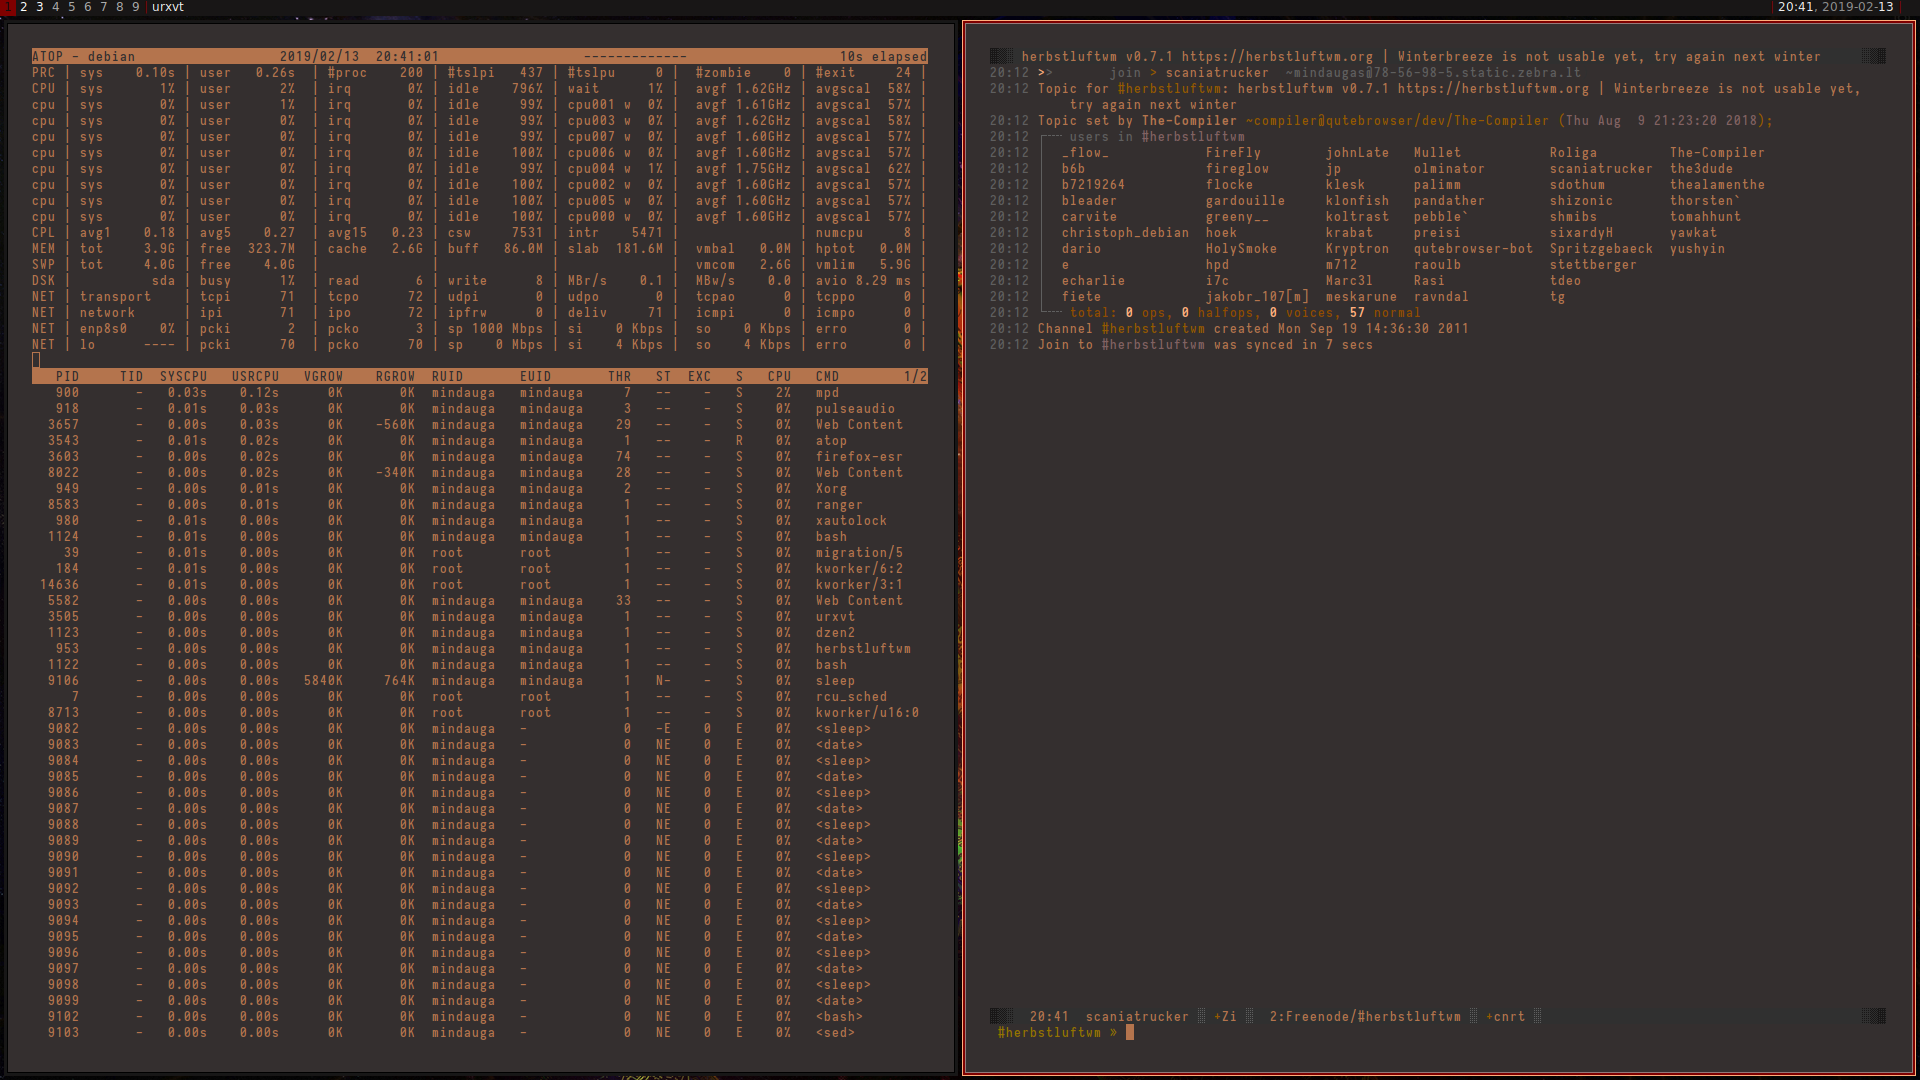 1 2 3 4 5 6 7 8 9 urxvt 20:41, 2019-02-13
ATOP - debian 2019/02/13 20:41:01 ------------- 10s elapsed
PRC | sys 0.10s | user 0.26s | #proc 200 | #tslpi 437 | #tslpu 0 | #zombie 0 | #exit 24 |
CPU | sys 1% | user 2% | irq 0% | idle 796% | wait 1% | avgf 1.62GHz | avgscal 58% |
cpu | sys 0% | user 1% | irq 0% | idle 99% | cpu001 w 0% | avgf 1.61GHz | avgscal 57% |
cpu | sys 0% | user 0% | irq 0% | idle 99% | cpu003 w 0% | avgf 1.62GHz | avgscal 58% |
cpu | sys 0% | user 0% | irq 0% | idle 99% | cpu007 w 0% | avgf 1.60GHz | avgscal 57% |
cpu | sys 0% | user 0% | irq 0% | idle 100% | cpu006 w 0% | avgf 1.60GHz | avgscal 57% |
cpu | sys 0% | user 0% | irq 0% | idle 99% | cpu004 w 1% | avgf 1.75GHz | avgscal 62% |
cpu | sys 0% | user 0% | irq 0% | idle 100% | cpu002 w 0% | avgf 1.60GHz | avgscal 57% |
cpu | sys 0% | user 0% | irq 0% | idle 100% | cpu005 w 0% | avgf 1.60GHz | avgscal 57% |
cpu | sys 0% | user 0% | irq 0% | idle 100% | cpu000 w 0% | avgf 1.60GHz | avgscal 57% |
CPL | avg1 0.18 | avg5 0.27 | avg15 0.23 | csw 7531 | intr 5471 | | numcpu 8 |
MEM | tot 3.9G | free 323.7M | cache 2.6G | buff 86.0M | slab 181.6M | vmbal 0.0M | hptot 0.0M |
SWP | tot 4.0G | free 4.0G | | | | vmcom 2.6G | vmlim 5.9G |
DSK | sda | busy 1% | read 6 | write 8 | MBr/s 0.1 | MBw/s 0.0 | avio 8.29 ms |
NET | transport | tcpi 71 | tcpo 72 | udpi 0 | udpo 0 | tcpao 0 | tcppo 0 |
NET | network | ipi 71 | ipo 72 | ipfrw 0 | deliv 71 | icmpi 0 | icmpo 0 |
NET | enp8s0 0% | pcki 2 | pcko 3 | sp 1000 Mbps | si 0 Kbps | so 0 Kbps | erro 0 |
NET | lo ---- | pcki 70 | pcko 70 | sp 0 Mbps | si 4 Kbps | so 4 Kbps | erro 0 |
PID TID SYSCPU USRCPU VGROW RGROW RUID EUID THR ST EXC S CPU CMD 1/2
900 - 0.03s 0.12s 0K 0K mindauga mindauga 7 -- - S 2% mpd
918 - 0.01s 0.03s 0K 0K mindauga mindauga 3 -- - S 0% pulseaudio
3657 - 0.00s 0.03s 0K -560K mindauga mindauga 29 -- - S 0% Web Content
3543 - 0.01s 0.02s 0K 0K mindauga mindauga 1 -- - R 0% atop
3603 - 0.00s 0.02s 0K 0K mindauga mindauga 74 -- - S 0% firefox-esr
8022 - 0.00s 0.02s 0K -340K mindauga mindauga 28 -- - S 0% Web Content
949 - 0.00s 0.01s 0K 0K mindauga mindauga 2 -- - S 0% Xorg
8583 - 0.00s 0.01s 0K 0K mindauga mindauga 1 -- - S 0% ranger
980 - 0.01s 0.00s 0K 0K mindauga mindauga 1 -- - S 0% xautolock
1124 - 0.01s 0.00s 0K 0K mindauga mindauga 1 -- - S 0% bash
39 - 0.01s 0.00s 0K 0K root root 1 -- - S 0% migration/5
184 - 0.01s 0.00s 0K 0K root root 1 -- - S 0% kworker/6:2
14636 - 0.01s 0.00s 0K 0K root root 1 -- - S 0% kworker/3:1
5582 - 0.00s 0.00s 0K 0K mindauga mindauga 33 -- - S 0% Web Content
3505 - 0.00s 0.00s 0K 0K mindauga mindauga 1 -- - S 0% urxvt
1123 - 0.00s 0.00s 0K 0K mindauga mindauga 1 -- - S 0% dzen2
953 - 0.00s 0.00s 0K 0K mindauga mindauga 1 -- - S 0% herbstluftwm
1122 - 0.00s 0.00s 0K 0K mindauga mindauga 1 -- - S 0% bash
9106 - 0.00s 0.00s 5840K 764K mindauga mindauga 1 N- - S 0% sleep
7 - 0.00s 0.00s 0K 0K root root 1 -- - S 0% rcu_sched
8713 - 0.00s 0.00s 0K 0K root root 1 -- - S 0% kworker/u16:0
9082 - 0.00s 0.00s 0K 0K mindauga - 0 -E 0 E 0% <sleep>
9083 - 0.00s 0.00s 0K 0K mindauga - 0 NE 0 E 0% <date>
9084 - 0.00s 0.00s 0K 0K mindauga - 0 NE 0 E 0% <sleep>
9085 - 0.00s 0.00s 0K 0K mindauga - 0 NE 0 E 0% <date>
9086 - 0.00s 0.00s 0K 0K mindauga - 0 NE 0 E 0% <sleep>
9087 - 0.00s 0.00s 0K 0K mindauga - 0 NE 0 E 0% <date>
9088 - 0.00s 0.00s 0K 0K mindauga - 0 NE 0 E 0% <sleep>
9089 - 0.00s 0.00s 0K 0K mindauga - 0 NE 0 E 0% <date>
9090 - 0.00s 0.00s 0K 0K mindauga - 0 NE 0 E 0% <sleep>
9091 - 0.00s 0.00s 0K 0K mindauga - 0 NE 0 E 0% <date>
9092 - 0.00s 0.00s 0K 0K mindauga - 0 NE 0 E 0% <sleep>
9093 - 0.00s 0.00s 0K 0K mindauga - 0 NE 0 E 0% <date>
9094 - 0.00s 0.00s 0K 0K mindauga - 0 NE 0 E 0% <sleep>
9095 - 0.00s 0.00s 0K 0K mindauga - 0 NE 0 E 0% <date>
9096 - 0.00s 0.00s 0K 0K mindauga - 0 NE 0 E 0% <sleep>
9097 - 0.00s 0.00s 0K 0K mindauga - 0 NE 0 E 0% <date>
9098 - 0.00s 0.00s 0K 0K mindauga - 0 NE 0 E 0% <sleep>
9099 - 0.00s 0.00s 0K 0K mindauga - 0 NE 0 E 0% <date>
9102 - 0.00s 0.00s 0K 0K mindauga - 0 NE 0 E 0% <bash>
9103 - 0.00s 0.00s 0K 0K mindauga - 0 NE 0 E 0% <sed>
herbstluftwm v0.7.1 https://herbstluftwm.org | Winterbreeze is not usable yet, try again next winter
20:12 >> join > scaniatrucker ~mindaugas@78-56-98-5.static.zebra.lt
20:12 Topic for #herbstluftwm: herbstluftwm v0.7.1 https://herbstluftwm.org | Winterbreeze is not usable yet,
try again next winter
20:12 Topic set by The-Compiler ~compiler@qutebrowser/dev/The-Compiler (Thu Aug 9 21:23:20 2018);
20:12 users in #herbstluftwm
20:12 _flow_ FireFly johnLate Mullet Roliga The-Compiler
20:12 b6b fireglow jp olminator scaniatrucker the3dude
20:12 b7219264 flocke klesk palimm sdothum thealamenthe
20:12 bleader gardouille klonfish pandather shizonic thorsten`
20:12 carvite greeny__ koltrast pebble` shmibs tomahhunt
20:12 christoph_debian hoek krabat preisi sixardyH yawkat
20:12 dario HolySmoke Kryptron qutebrowser-bot Spritzgebaeck yushyin
20:12 e hpd m712 raoulb stettberger
20:12 echarlie i7c Marc3l Rasi tdeo
20:12 fiete jakobr_107[m] meskarune ravndal tg
20:12 total: 0 ops, 0 halfops, 0 voices, 57 normal
20:12 Channel #herbstluftwm created Mon Sep 19 14:36:30 2011
20:12 Join to #herbstluftwm was synced in 7 secs
20:41 scaniatrucker +Zi 2:Freenode/#herbstluftwm +cnrt
#herbstluftwm »